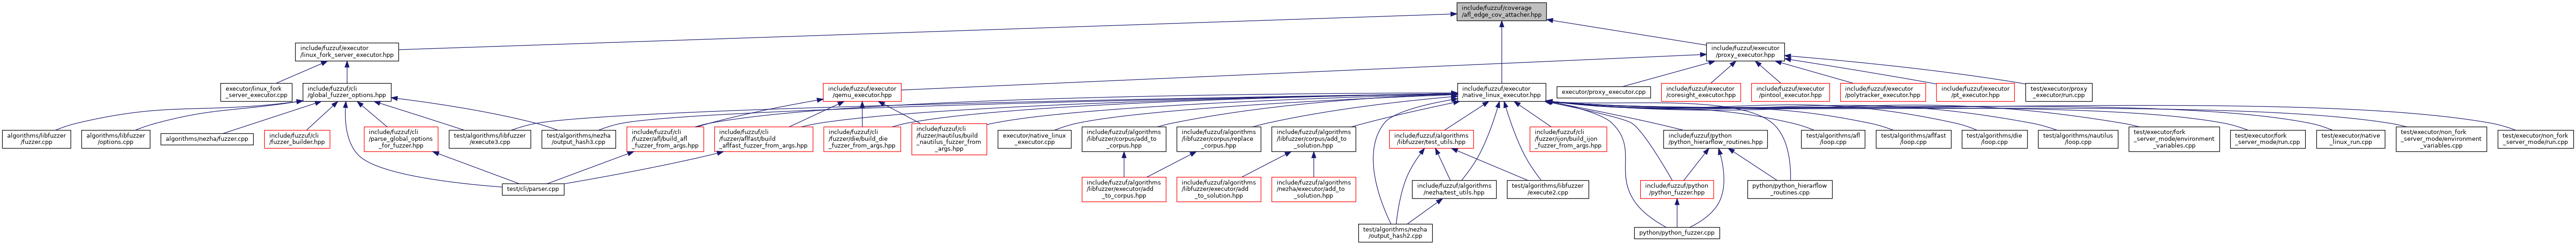 include/fuzzuf/coverage
/afl_edge_cov_attacher.hpp
include/fuzzuf/executor
/linux_fork_server_executor.hpp
include/fuzzuf/executor
/proxy_executor.hpp
executor/linux_fork
_server_executor.cpp
include/fuzzuf/cli
/global_fuzzer_options.hpp
include/fuzzuf/executor
/qemu_executor.hpp
include/fuzzuf/executor
/native_linux_executor.hpp
executor/proxy_executor.cpp
include/fuzzuf/executor
/coresight_executor.hpp
include/fuzzuf/executor
/pintool_executor.hpp
include/fuzzuf/executor
/polytracker_executor.hpp
include/fuzzuf/executor
/pt_executor.hpp
test/executor/proxy
_executor/run.cpp
algorithms/libfuzzer
/fuzzer.cpp
algorithms/libfuzzer
/options.cpp
algorithms/nezha/fuzzer.cpp
include/fuzzuf/cli
/fuzzer_builder.hpp
include/fuzzuf/cli
/parse_global_options
_for_fuzzer.hpp
test/algorithms/libfuzzer
/execute3.cpp
test/algorithms/nezha
/output_hash3.cpp
include/fuzzuf/cli
/fuzzer/afl/build_afl
_fuzzer_from_args.hpp
include/fuzzuf/cli
/fuzzer/aflfast/build
_aflfast_fuzzer_from_args.hpp
include/fuzzuf/cli
/fuzzer/die/build_die
_fuzzer_from_args.hpp
include/fuzzuf/cli
/fuzzer/nautilus/build
_nautilus_fuzzer_from
_args.hpp
executor/native_linux
_executor.cpp
include/fuzzuf/algorithms
/libfuzzer/corpus/add_to
_corpus.hpp
include/fuzzuf/algorithms
/libfuzzer/corpus/replace
_corpus.hpp
include/fuzzuf/algorithms
/libfuzzer/corpus/add_to
_solution.hpp
include/fuzzuf/algorithms
/libfuzzer/test_utils.hpp
include/fuzzuf/cli
/fuzzer/ijon/build_ijon
_fuzzer_from_args.hpp
include/fuzzuf/python
/python_hierarflow_routines.hpp
test/algorithms/afl
/loop.cpp
test/algorithms/aflfast
/loop.cpp
test/algorithms/die
/loop.cpp
test/algorithms/nautilus
/loop.cpp
test/executor/fork
_server_mode/environment
_variables.cpp
test/executor/fork
_server_mode/run.cpp
test/executor/native
_linux_run.cpp
test/executor/non_fork
_server_mode/environment
_variables.cpp
test/executor/non_fork
_server_mode/run.cpp
test/cli/parser.cpp
include/fuzzuf/algorithms
/libfuzzer/executor/add
_to_corpus.hpp
include/fuzzuf/algorithms
/libfuzzer/executor/add
_to_solution.hpp
include/fuzzuf/algorithms
/nezha/executor/add_to
_solution.hpp
include/fuzzuf/algorithms
/nezha/test_utils.hpp
test/algorithms/libfuzzer
/execute2.cpp
include/fuzzuf/python
/python_fuzzer.hpp
python/python_hierarflow
_routines.cpp
test/algorithms/nezha
/output_hash2.cpp
python/python_fuzzer.cpp